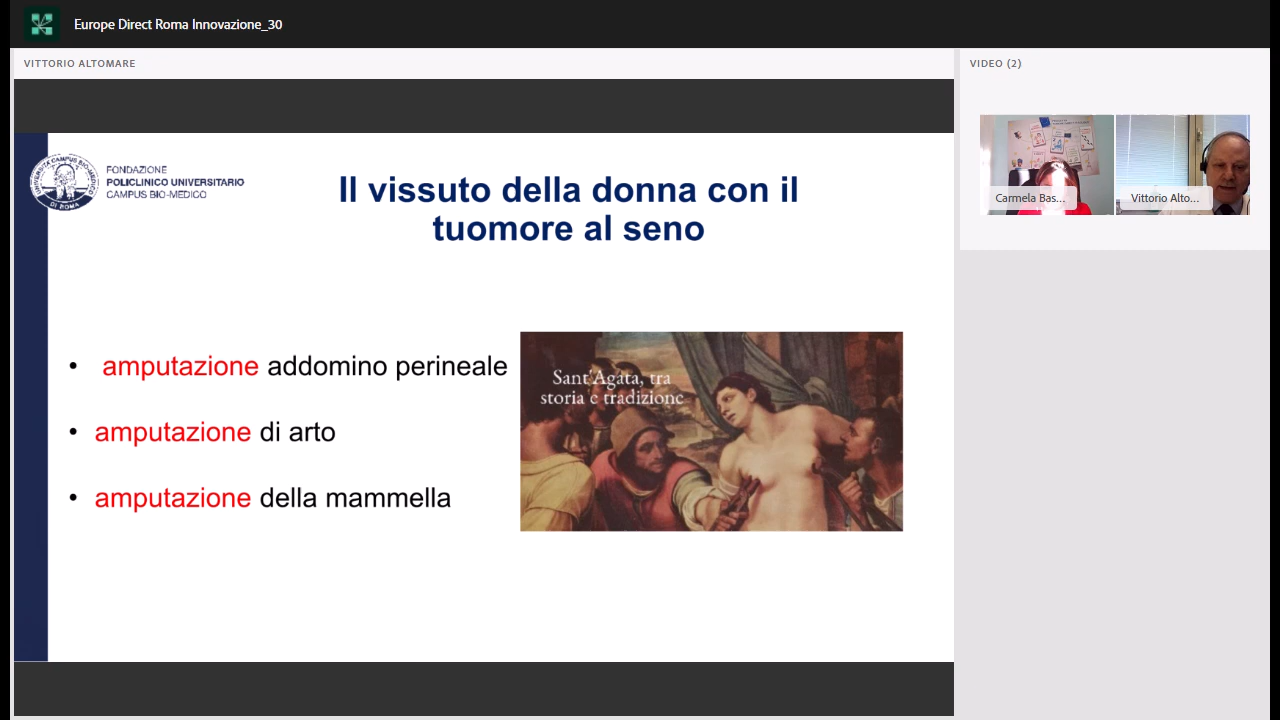 Europe Direct Roma Innovazione_30
VITTORIO ALTOMARE
VIDEO (2)
Carmela Bas...
Vittorio Alto...
FONDAZIONE
POLICLINICO UNIVERSITARIO
CAMPUS BIO-MEDICO
Il vissuto della donna con il
tuomore al seno
• amputazione addomino perineale
• amputazione di arto
• amputazione della mammella
Sant'Agata, tra
storia e tradizione